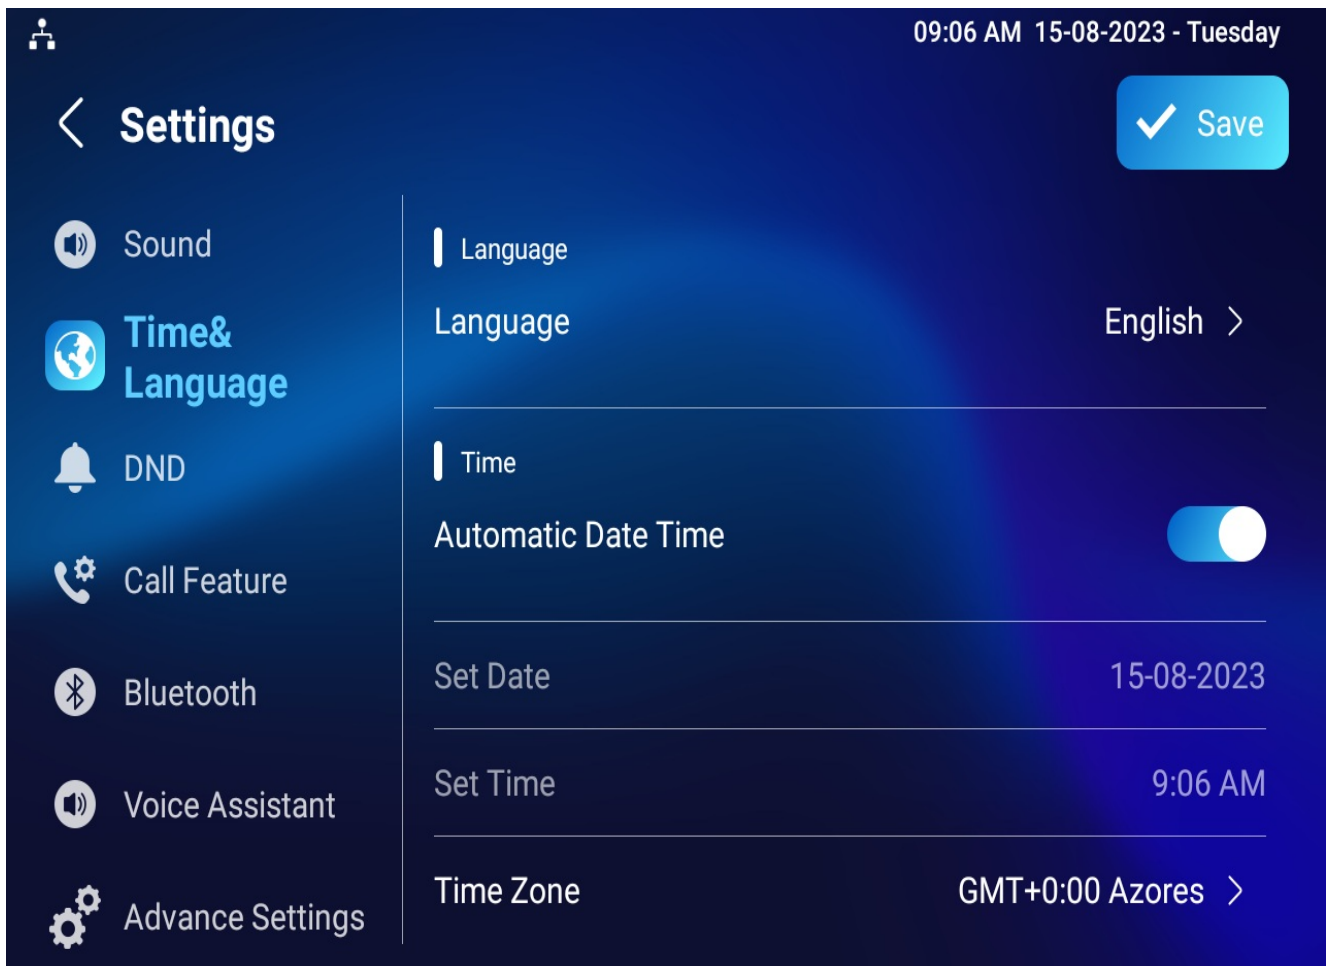 09:06 AM 15-08-2023 - Tuesday
Settings
Save
Sound
Time&
Language
DND
Call Feature
Bluetooth
Voice Assistant
Advance Settings
Language
Language English
Time
Automatic Date Time
Set Date 15-08-2023
Set Time 9:06 AM
Time Zone GMT+0:00 Azores